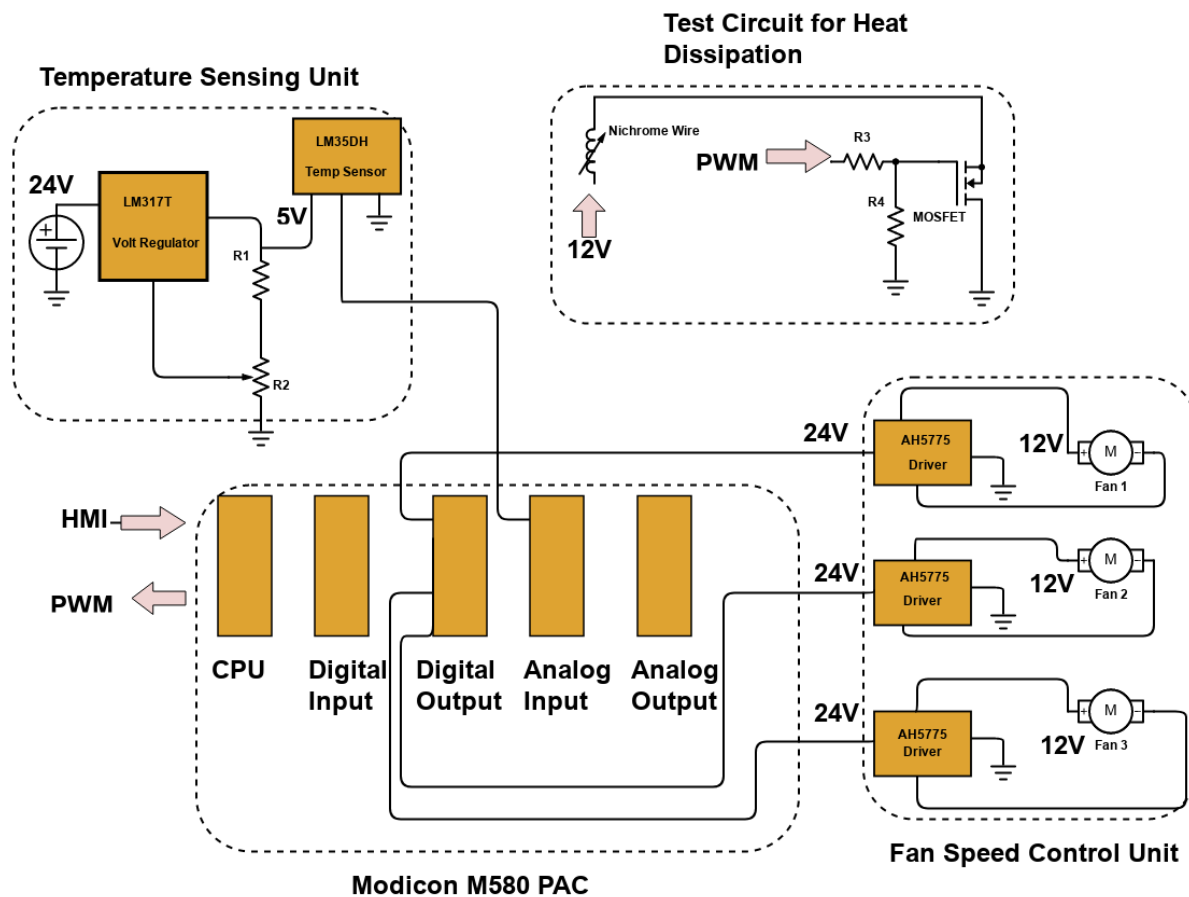 Test Circuit for Heat
Dissipation
Temperature Sensing Unit
LM35DH
Temp Sensor
24V
LM317T
Volt Regulator
+
5V
R1
R2
Nichrome Wire
12V
PWM
R3
R4
MOSFET
HMI
PWM
CPU
Digital
Input
Digital
Output
Analog
Input
Analog
Output
Modicon M580 PAC
24V
AH5775
Driver
12V
+ M −
Fan 1
24V
AH5775
Driver
12V
+ M −
Fan 2
24V
AH5775
Driver
12V
+ M −
Fan 3
Fan Speed Control Unit